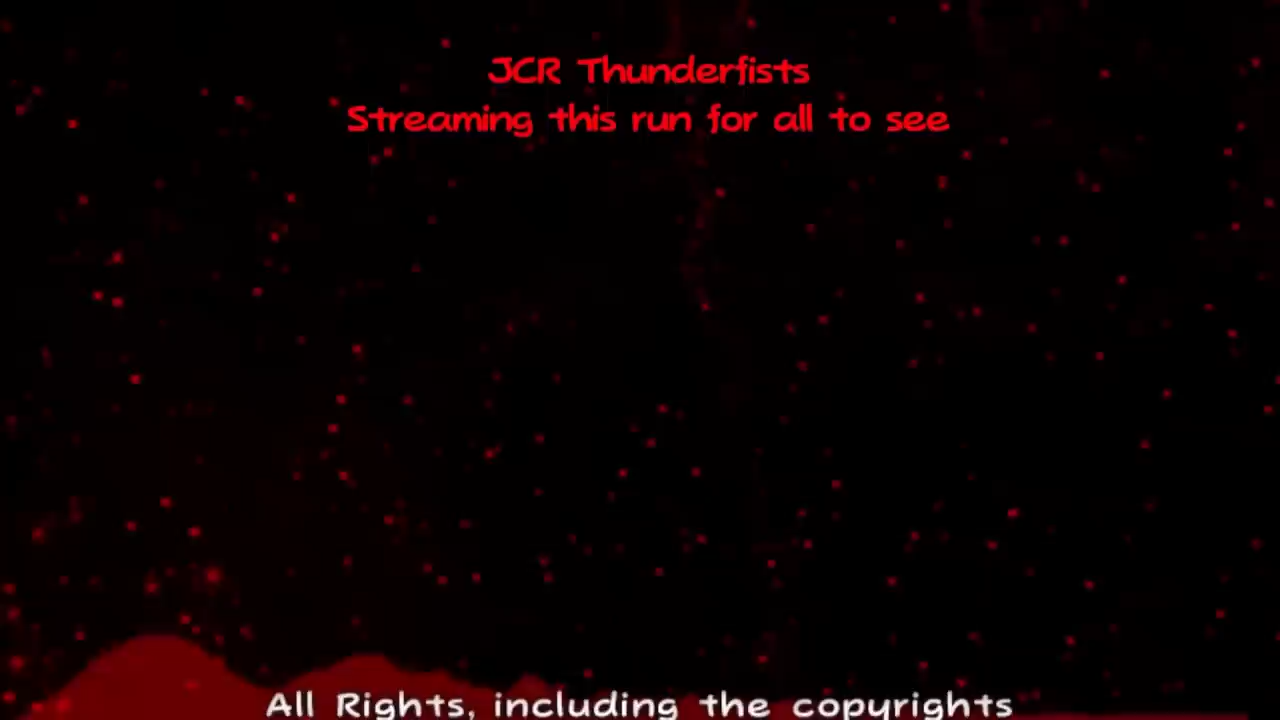 JCR Thunderfists
Streaming this run for all to see
All Rights, including the copyrights